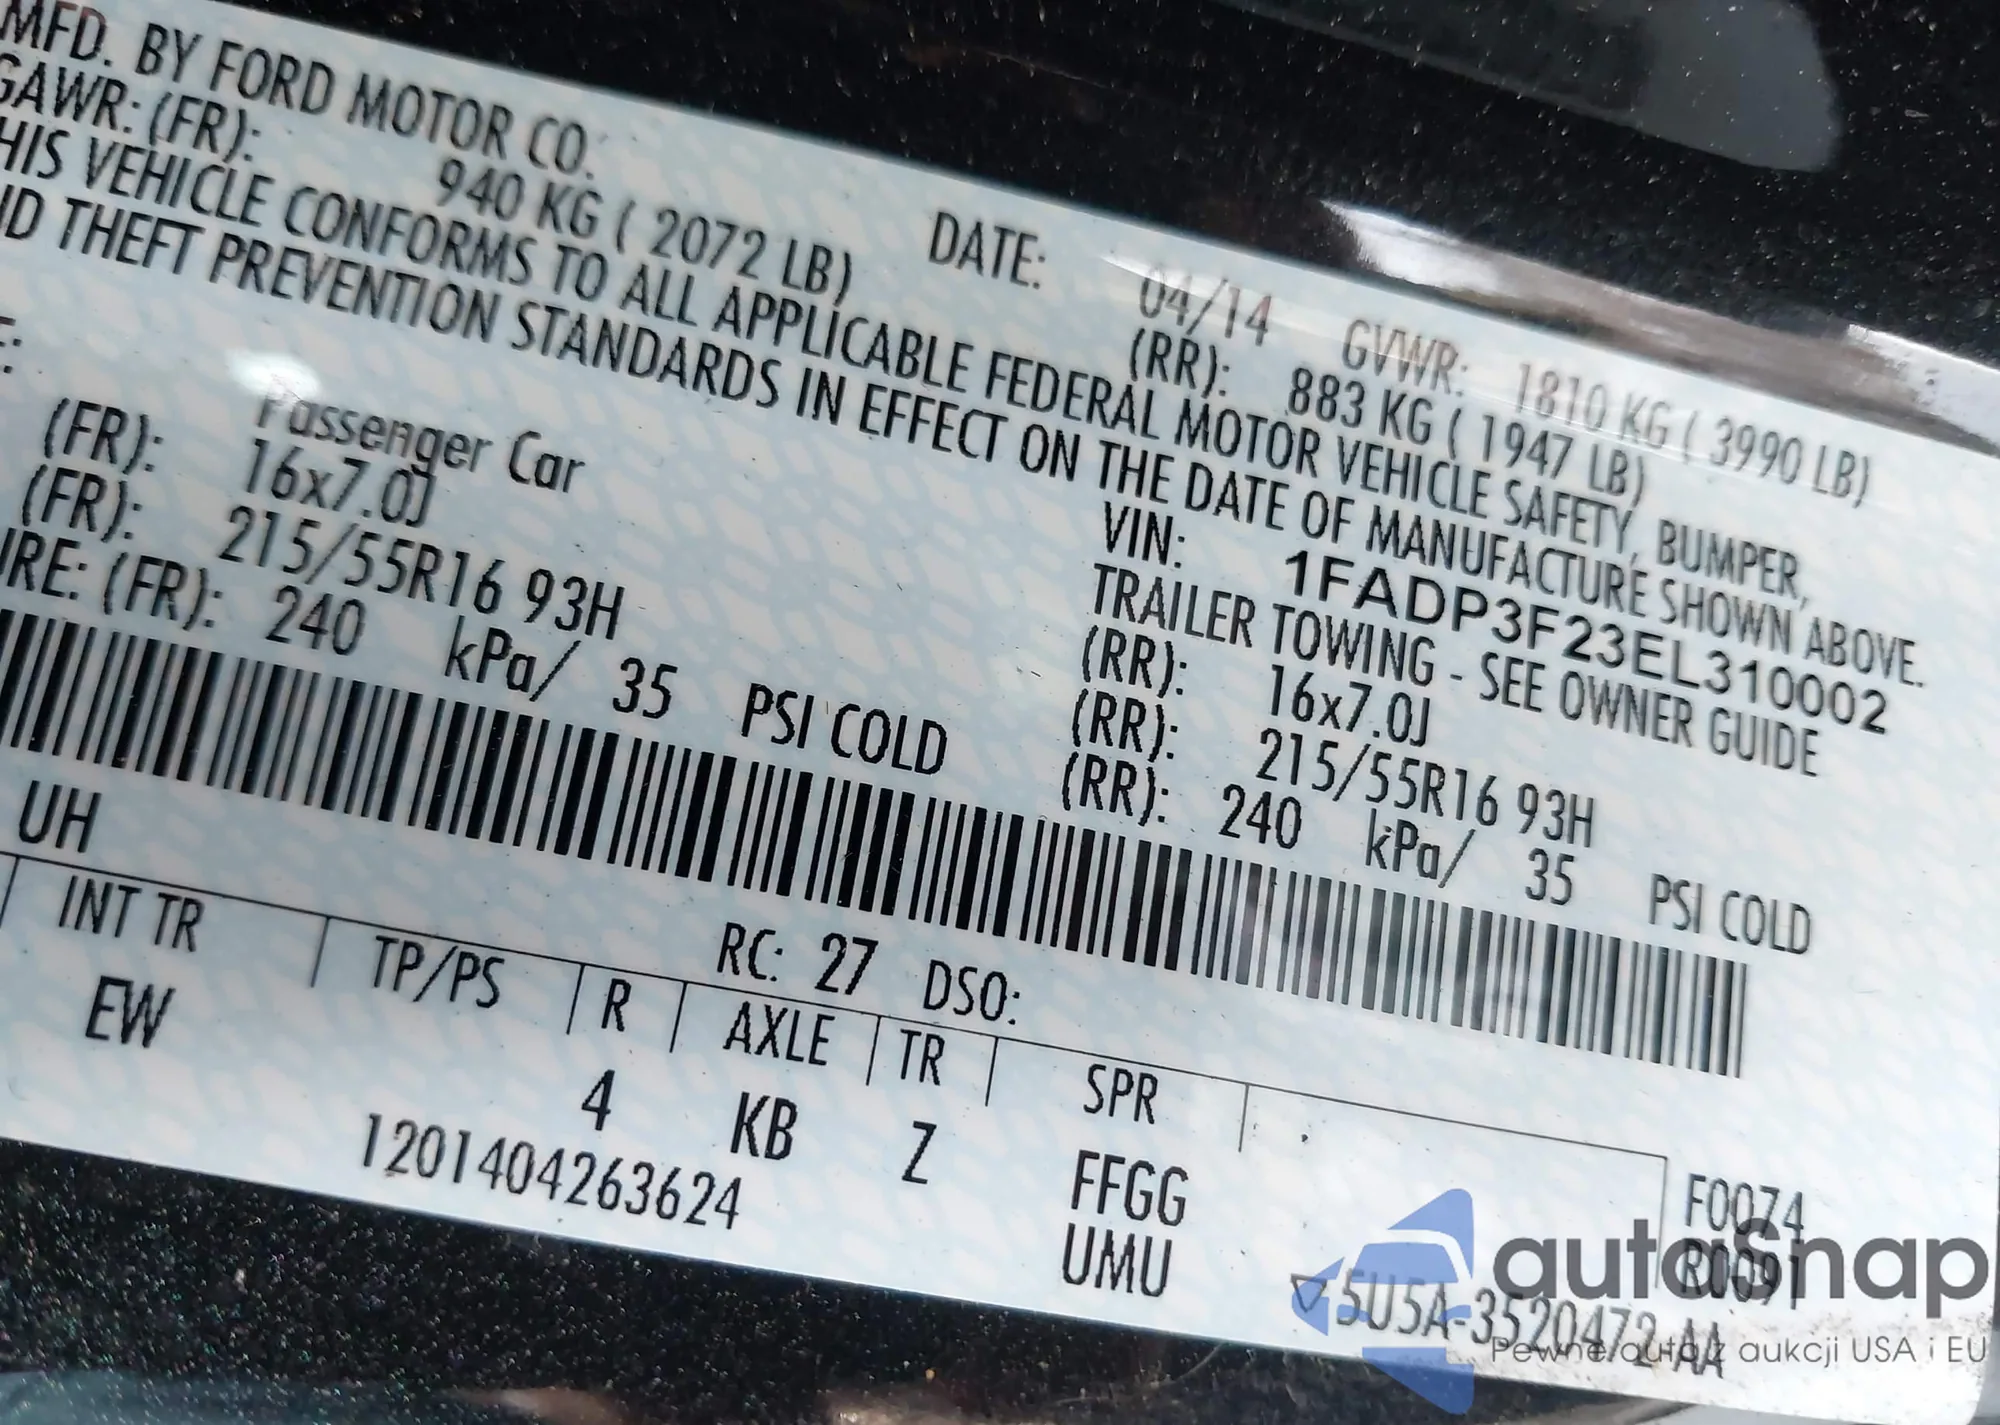 MFD. BY FORD MOTOR CO.
DATE: 04/14 GVWR: 1810 KG ( 3990 LB)
GAWR: (FR): 940 KG ( 2072 LB) (RR): 883 KG ( 1947 LB)
HIS VEHICLE CONFORMS TO ALL APPLICABLE FEDERAL MOTOR VEHICLE SAFETY, BUMPER,
ND THEFT PREVENTION STANDARDS IN EFFECT ON THE DATE OF MANUFACTURE SHOWN ABOVE.
VIN: 1FADP3F23EL310002
E: Passenger Car TRAILER TOWING - SEE OWNER GUIDE
(FR): 16x7.0J (RR): 16x7.0J
(FR): 215/55R16 93H (RR): 215/55R16 93H
URE: (FR): 240 kPa/ 35 PSI COLD (RR): 240 kPa/ 35 PSI COLD
UH RC: 27 DSO:
INT TR TP/PS R AXLE TR SPR
EW 4 KB Z FFGG F0074
1201404263624 UMU R0091
▽5U5A-3520472-AA
autoSnap
Pewne auta z aukcji USA i EU